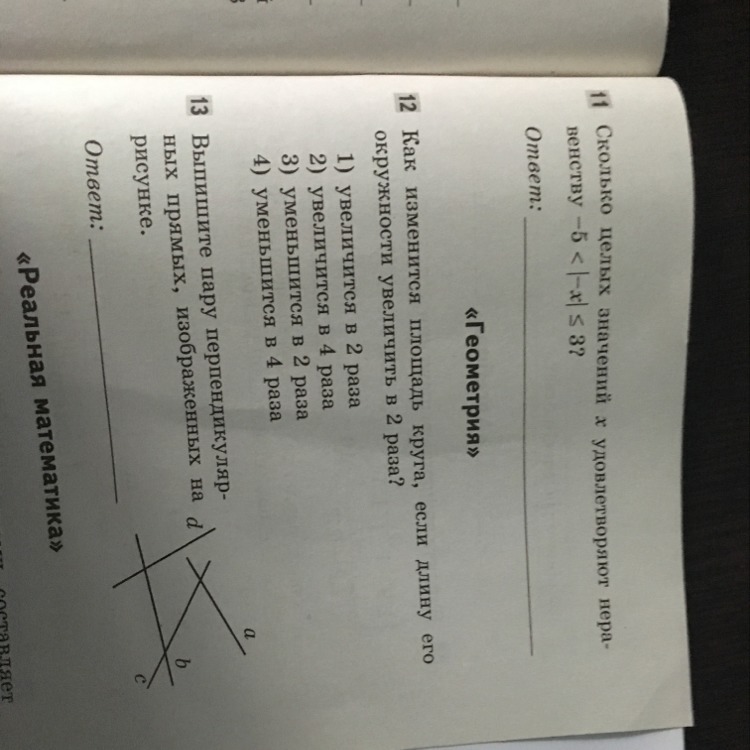 11 Сколько целых значений x удовлетворяют нера-
венству −5 < |−x| ≤ 3?
Ответ:
«Геометрия»
12 Как изменится площадь круга, если длину его
окружности увеличить в 2 раза?
1) увеличится в 2 раза
2) увеличится в 4 раза
3) уменьшится в 2 раза
4) уменьшится в 4 раза
13 Выпишите пару перпендикуляр-
ных прямых, изображенных на
рисунке.
Ответ:
d
a
b
c
«Реальная математика»
составляет